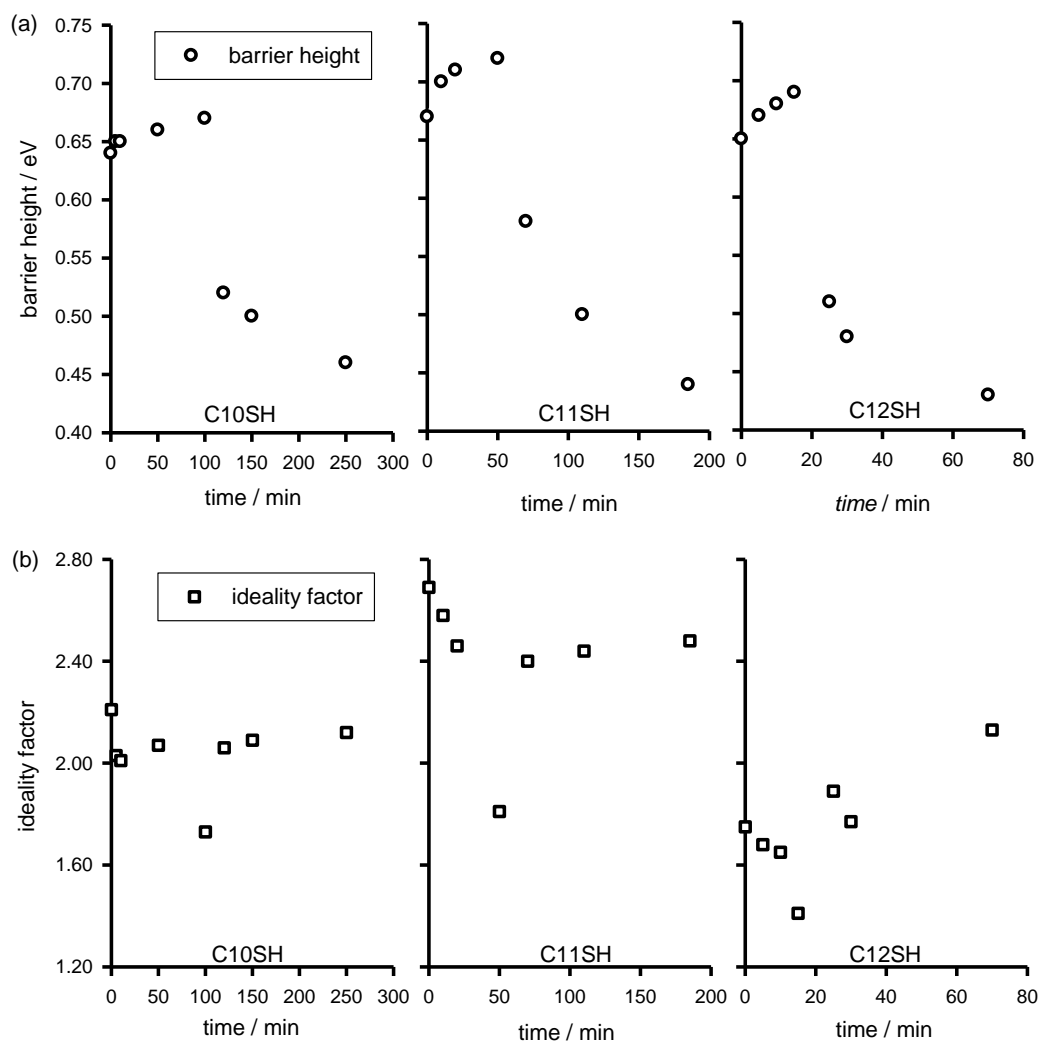 (a)
barrier height
barrier height / eV
0.75
0.70
0.65
0.60
0.55
0.50
0.45
0.40
C10SH
C11SH
C12SH
0 50 100 150 200 250 300
0 50 100 150 200
0 20 40 60 80
time / min
time / min
time / min
(b)
ideality factor
ideality factor
2.80
2.40
2.00
1.60
1.20
C10SH
C11SH
C12SH
0 50 100 150 200 250 300
0 50 100 150 200
0 20 40 60 80
time / min
time / min
time / min